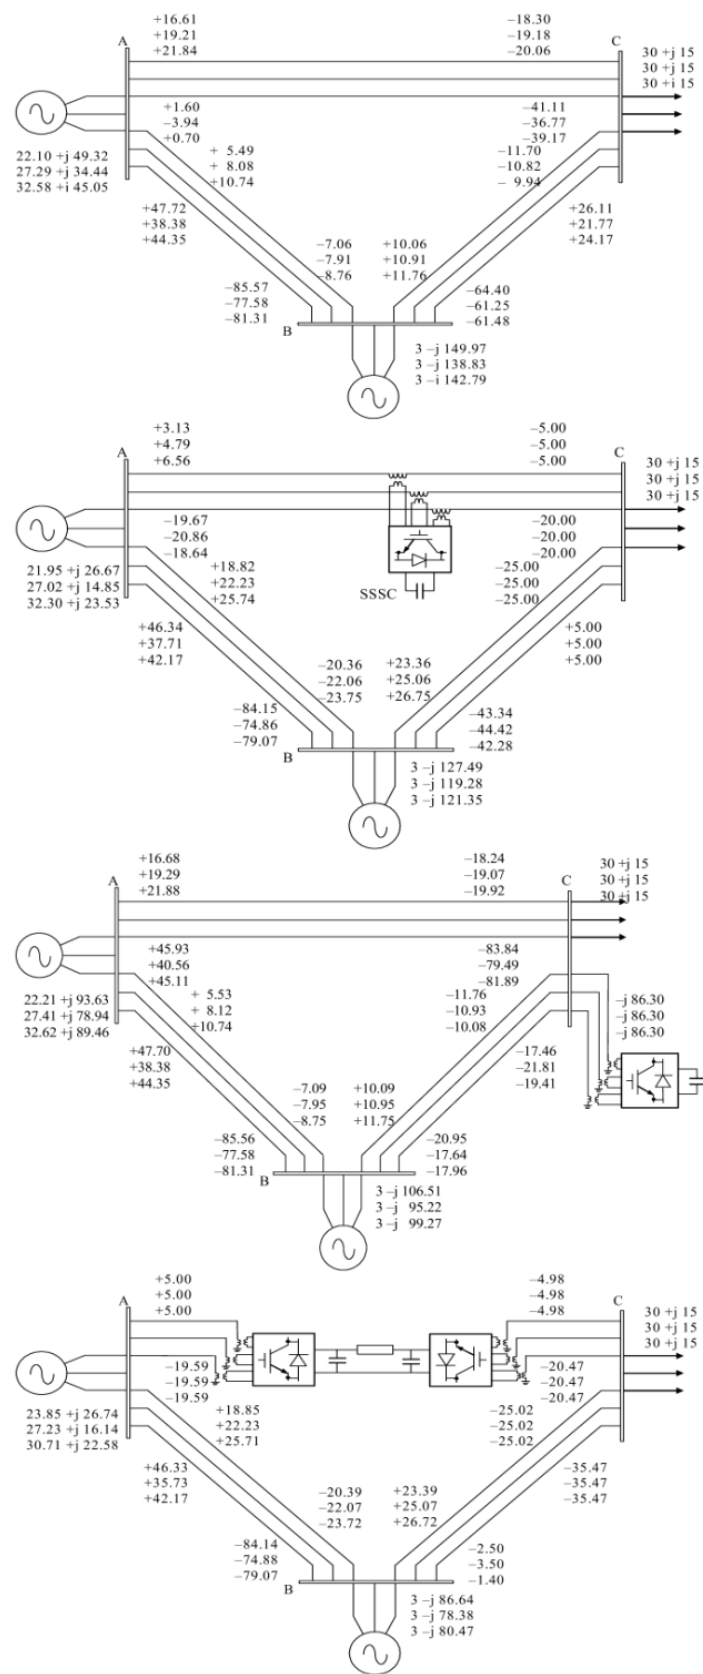 +16.61
+19.21
+21.84
−18.30
−19.18
−20.06
A
C
30 +j 15
30 +j 15
30 +i 15
+1.60
−3.94
+0.70
−41.11
−36.77
−39.17
22.10 +j 49.32
27.29 +j 34.44
32.58 +i 45.05
+ 5.49
+ 8.08
+10.74
−11.70
−10.82
− 9.94
+47.72
+38.38
+44.35
+26.11
+21.77
+24.17
−7.06
−7.91
−8.76
+10.06
+10.91
+11.76
−85.57
−77.58
−81.31
−64.40
−61.25
−61.48
B
3 −j 149.97
3 −j 138.83
3 −i 142.79
+3.13
+4.79
+6.56
−5.00
−5.00
−5.00
A
C
30 +j 15
30 +j 15
30 +j 15
−19.67
−20.86
−18.64
−20.00
−20.00
−20.00
21.95 +j 26.67
27.02 +j 14.85
32.30 +j 23.53
+18.82
+22.23
+25.74
SSSC
−25.00
−25.00
−25.00
+46.34
+37.71
+42.17
+5.00
+5.00
+5.00
−20.36
−22.06
−23.75
+23.36
+25.06
+26.75
−84.15
−74.86
−79.07
−43.34
−44.42
−42.28
B
3 −j 127.49
3 −j 119.28
3 −j 121.35
+16.68
+19.29
+21.88
−18.24
−19.07
−19.92
A
C
30 +j 15
30 +j 15
30 +j 15
+45.93
+40.56
+45.11
−83.84
−79.49
−81.89
22.21 +j 93.63
27.41 +j 78.94
32.62 +j 89.46
+ 5.53
+ 8.12
+10.74
−11.76
−10.93
−10.08
−j 86.30
−j 86.30
−j 86.30
+47.70
+38.38
+44.35
−17.46
−21.81
−19.41
−7.09
−7.95
−8.75
+10.09
+10.95
+11.75
−85.56
−77.58
−81.31
−20.95
−17.64
−17.96
B
3 −j 106.51
3 −j 95.22
3 −j 99.27
+5.00
+5.00
+5.00
−4.98
−4.98
−4.98
A
C
30 +j 15
30 +j 15
30 +j 15
−19.59
−19.59
−19.59
−20.47
−20.47
−20.47
23.85 +j 26.74
27.23 +j 16.14
30.71 +j 22.58
+18.85
+22.23
+25.71
−25.02
−25.02
−25.02
+46.33
+35.73
+42.17
−35.47
−35.47
−35.47
−20.39
−22.07
−23.72
+23.39
+25.07
+26.72
−84.14
−74.88
−79.07
−2.50
−3.50
−1.40
B
3 −j 86.64
3 −j 78.38
3 −j 80.47